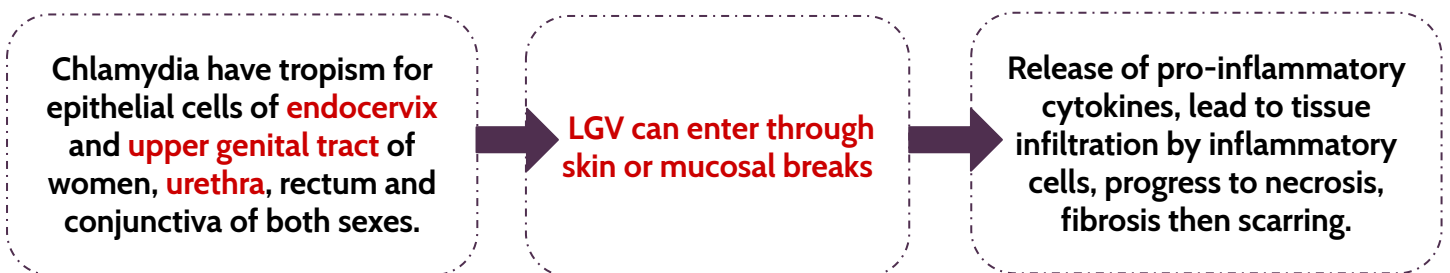 Chlamydia have tropism for
epithelial cells of endocervix
and upper genital tract of
women, urethra, rectum and
conjunctiva of both sexes.
LGV can enter through
skin or mucosal breaks
Release of pro-inflammatory
cytokines, lead to tissue
infiltration by inflammatory
cells, progress to necrosis,
fibrosis then scarring.